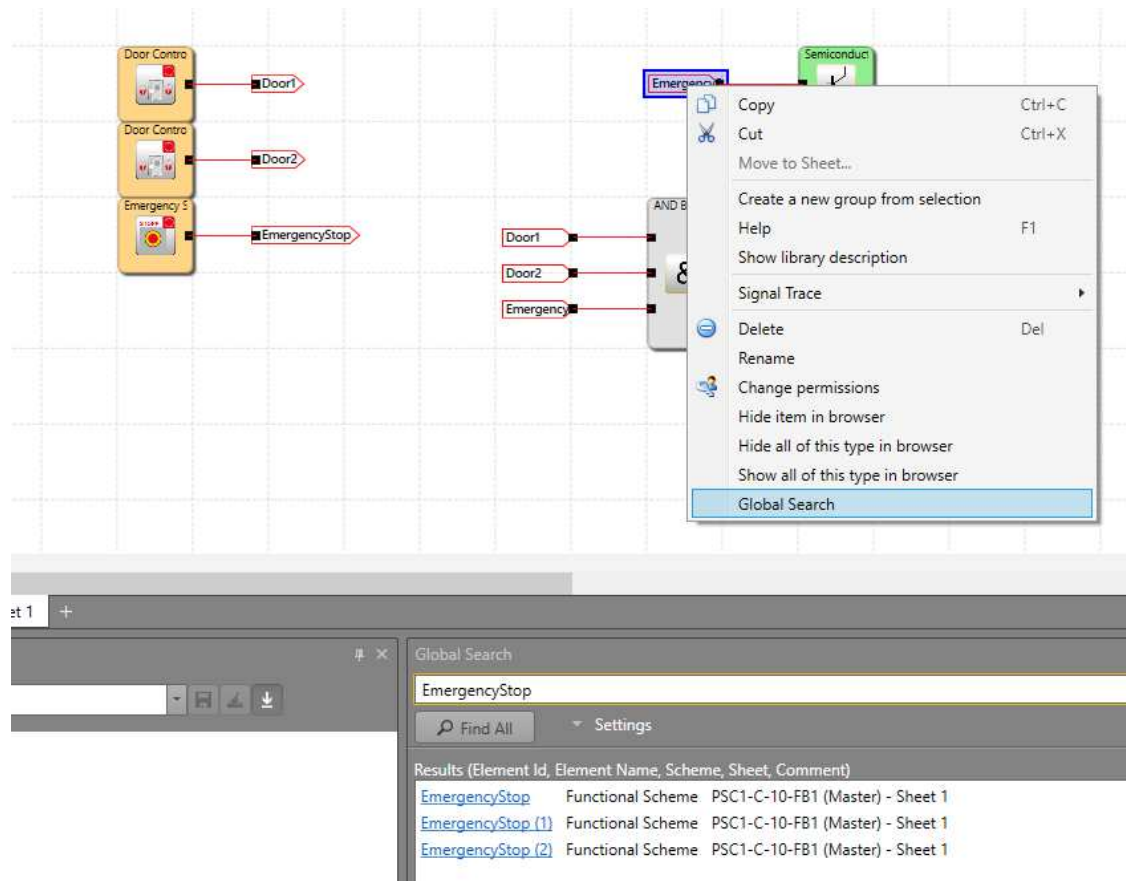 Door Contro
Door1
Door Contro
Door2
Emergency S
EmergencyStop
Emergency
Semiconduct
AND B
Door1
Door2
Emergency
&
Copy Ctrl+C
Cut Ctrl+X
Move to Sheet...
Create a new group from selection
Help F1
Show library description
Signal Trace
Delete Del
Rename
Change permissions
Hide item in browser
Hide all of this type in browser
Show all of this type in browser
Global Search
et 1 +
Global Search
EmergencyStop
Find All Settings
Results (Element Id, Element Name, Scheme, Sheet, Comment)
EmergencyStop Functional Scheme PSC1-C-10-FB1 (Master) - Sheet 1
EmergencyStop (1) Functional Scheme PSC1-C-10-FB1 (Master) - Sheet 1
EmergencyStop (2) Functional Scheme PSC1-C-10-FB1 (Master) - Sheet 1